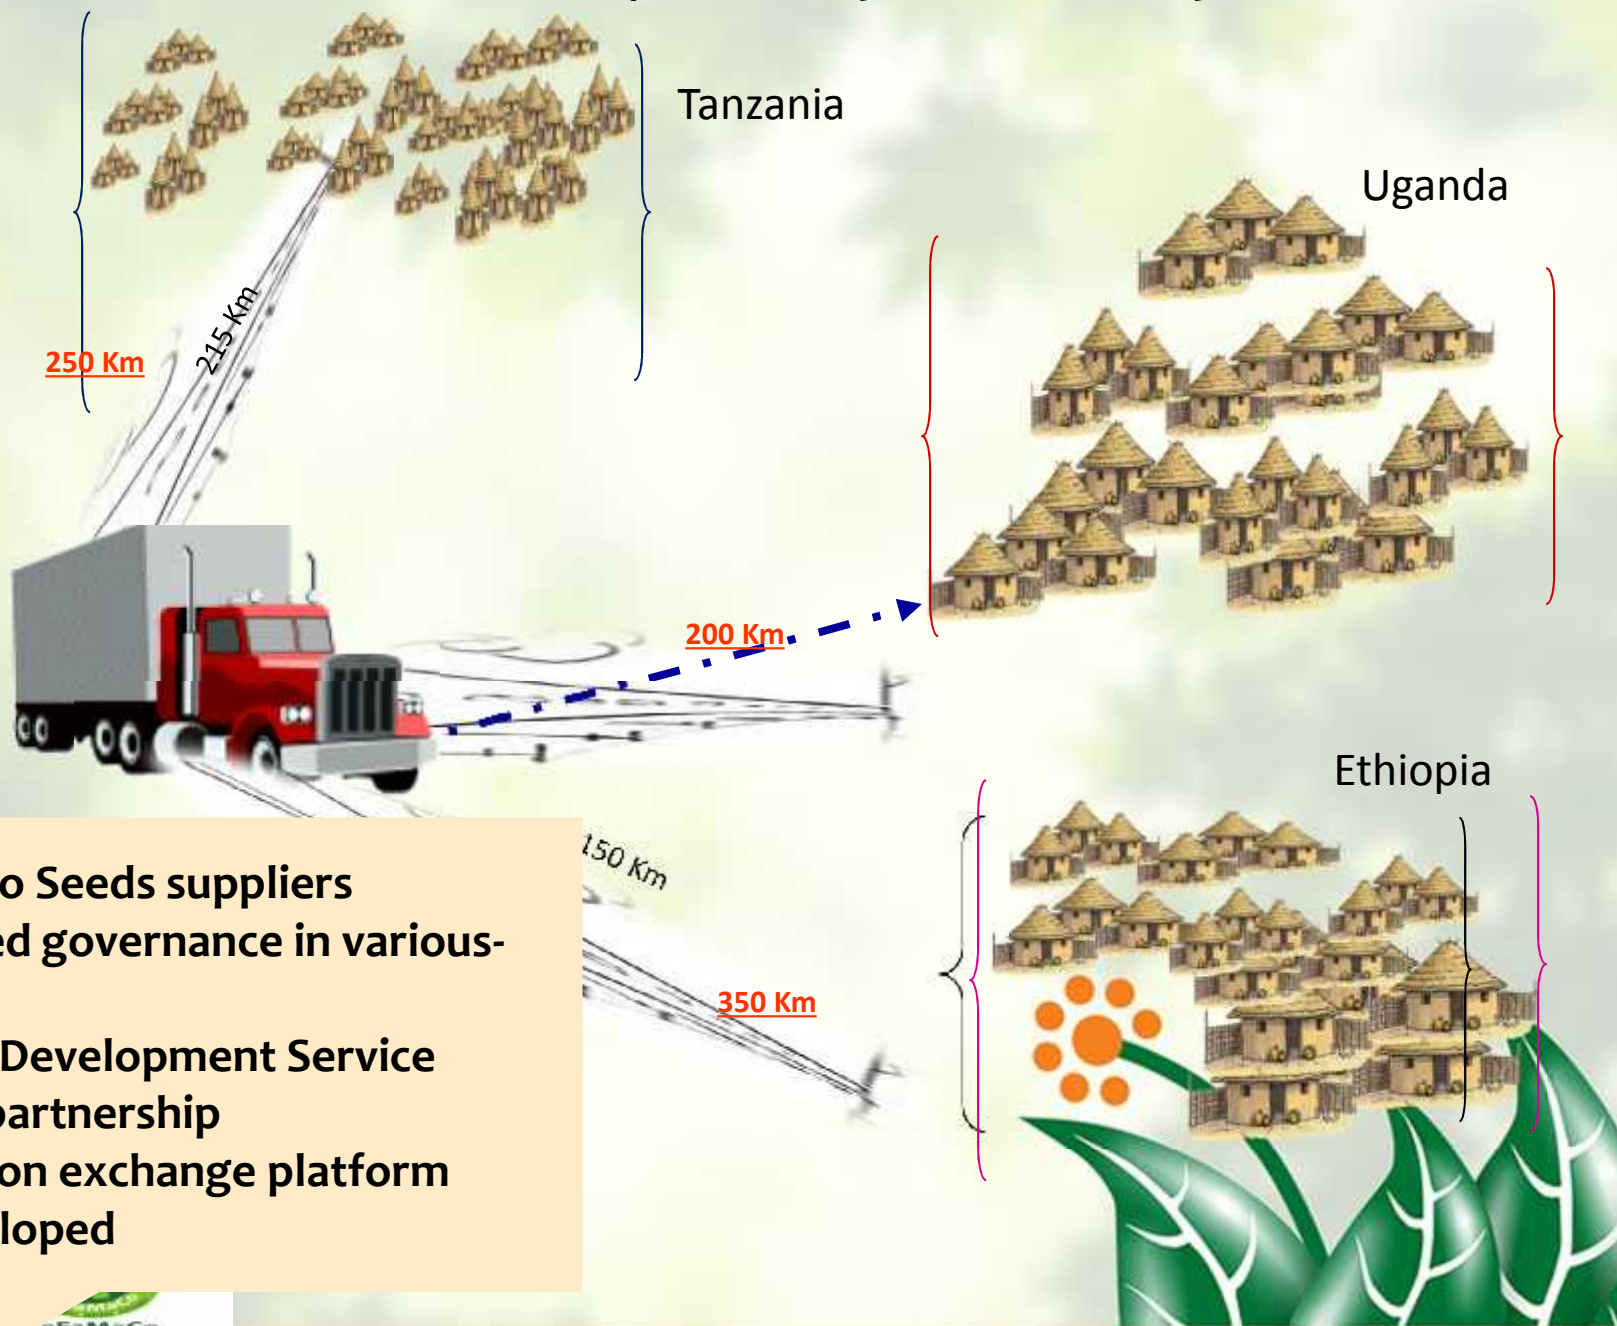 Tanzania
Uganda
215 Km
250 Km
200 Km
Ethiopia
150 Km
350 Km
o Seeds suppliers
ed governance in various-
Development Service
partnership
on exchange platform
loped